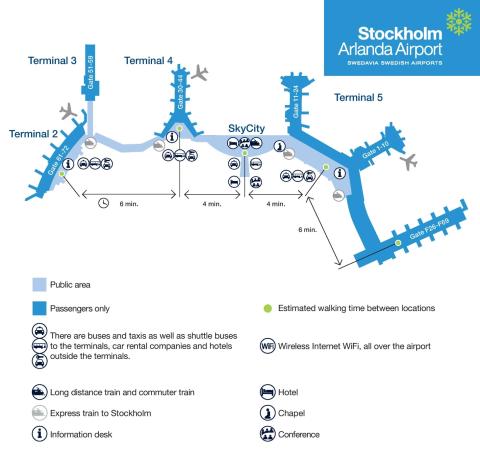 Stockholm
Arlanda Airport
SWEDAVIA SWEDISH AIRPORTS
Terminal 3
Terminal 4
Gate 51-59
Gate 30-44
Gate 11-24
Terminal 5
Terminal 2
SkyCity
Gate 61-72
Gate 1-10
Gate F26-F69
i
i
i
6 min.
4 min.
4 min.
6 min.
Public area
Passengers only
Estimated walking time between locations
There are buses and taxis as well as shuttle buses
to the terminals, car rental companies and hotels
outside the terminals.
WiFi Wireless Internet WiFi, all over the airport
Long distance train and commuter train
Hotel
Express train to Stockholm
Chapel
i Information desk
Conference